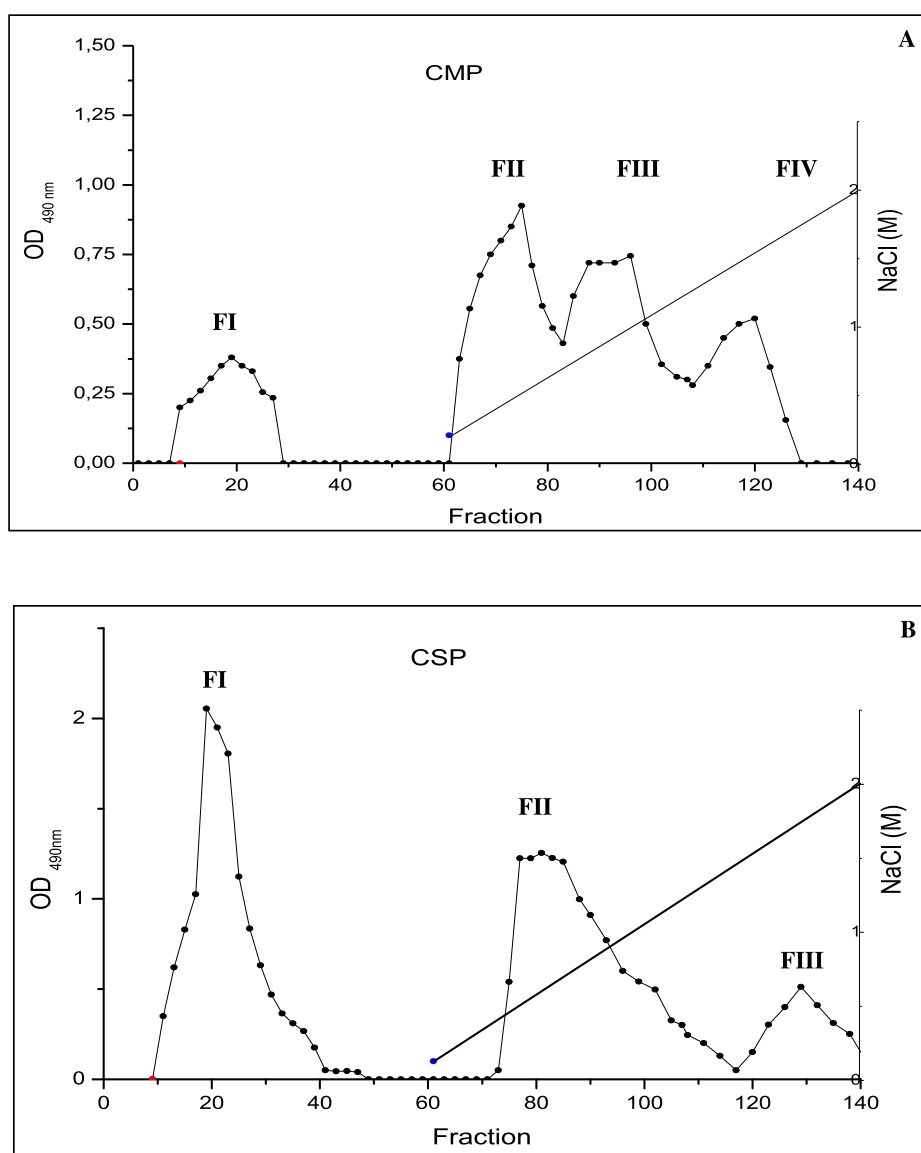 A
CMP
1,50
1,25
1,00
0,75
0,50
0,25
0,00
OD 490 nm
FI
FII
FIII
FIV
2
1
0
NaCl (M)
0
20
40
60
80
100
120
140
Fraction
B
CSP
FI
FII
FIII
2
1
0
OD 490nm
2
1
0
NaCl (M)
0
20
40
60
80
100
120
140
Fraction